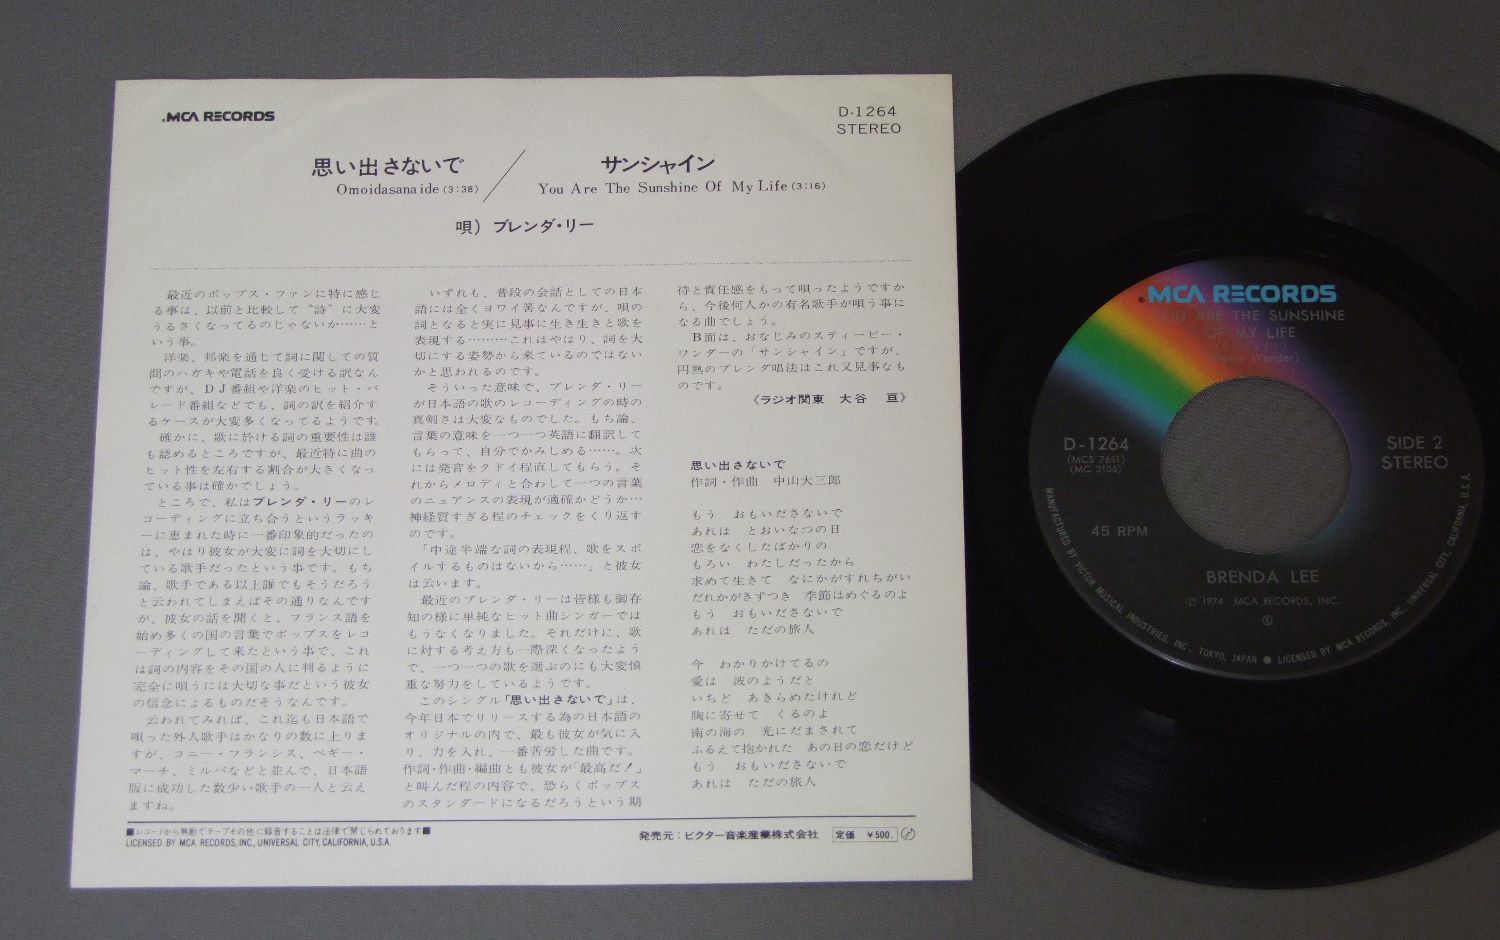 MCA RECORDS
D-1264
STEREO
思い出さないで / サンシャイン
Omoidasanaide (3:38)
You Are The Sunshine Of My Life (3:16)
唄) ブレンダ・リー
最近のポップス・ファンに特に感じ
る事は、以前と比較して〝詩〟に大変
うるさくなってるのじゃないか……と
いう事。
洋楽、邦楽を通じて詞に関しての質
問のハガキや電話を良く受ける訳なん
ですが、DJ番組や洋楽のヒット・パ
レード番組などでも、詞の訳を紹介す
るケースが大変多くなってるようです。
確かに、歌に於ける詞の重要性は誰
も認めるところですが、最近特に曲の
ヒット性を左右する割合が大きくなっ
ている事は確かでしょう。
ところで、私はブレンダ・リーのレ
コーディングに立ち合うというラッキ
ーに恵まれた時に一番印象的だったの
は、やはり彼女が大変に詞を大切にし
ている歌手だったという事です。もち
論、歌手である以上誰でもそうだろう
と云われてしまえばその通りなんです
が、彼女の話を聞くと、フランス語を
始め多くの国の言葉でポップスをレコ
ーディングして来たという事で、これ
は詞の内容をその国の人に判るように
完全に唄うには大切な事だという彼女
の信念によるものだそうなんです。
云われてみれば、これ迄も日本語で
唄った外人歌手はかなりの数に上りま
すが、コニー・フランシス、ペギー・
マーチ、ミルバなどと並んで、日本語
版に成功した数少い歌手の一人と云え
ますね。
いずれも、普段の会話としての日本
語には全くヨワイ筈なんですが、唄の
詞となると実に見事に生き生きと歌を
表現する………これはやはり、詞を大
切にする姿勢から来ているのではない
かと思われるのです。
そういった意味で、ブレンダ・リー
が日本語の歌のレコーディングの時の
真剣さは大変なものでした。もち論、
言葉の意味を一つ一つ英語に翻訳して
もらって、自分でかみしめる……。次
には発音をクドイ程直してもらう。そ
れからメロディと合わして一つの言葉
のニュアンスの表現が適確かどうか…
神経質すぎる程のチェックをくり返す
のです。
「中途半端な詞の表現程、歌をスポ
イルするものはないから……」と彼女
は云います。
最近のブレンダ・リーは皆様も御存
知の様に単純なヒット曲シンガーでは
もうなくなりました。それだけに、歌
に対する考え方も一際深くなったよう
で、一つ一つの歌を選ぶのにも大変慎
重な努力をしているようです。
このシングル「思い出さないで」は、
今年日本でリリースする為の日本語の
オリジナルの内で、最も彼女が気に入
り、力を入れ、一番苦労した曲です。
作詞・作曲・編曲とも彼女が「最高だ!」
と叫んだ程の内容で、恐らくポップス
のスタンダードになるだろうという期
待と責任感をもって唄ったようですか
ら、今後何人かの有名歌手が唄う事に
なる曲でしょう。
B面は、おなじみのスティービー・
ワンダーの「サンシャイン」ですが、
円熟のブレンダ唱法はこれ又見事なも
のです。
《ラジオ関東 大谷 亘》
思い出さないで
作詞・作曲 中山大三郎
もう おもいださないで
あれは とおいなつの日
恋をなくしたばかりの
もろい わたしだったから
求めて生きて なにかがすれちがい
だれかがきずつき 季節はめぐるのよ
もう おもいださないで
あれは ただの旅人
今 わかりかけてるの
愛は 波のようだと
いちど あきらめたけれど
胸に寄せて くるのよ
南の海の 光にだまされて
ふるえて抱かれた あの日の恋だけど
もう おもいださないで
あれは ただの旅人
■レコードから無断でテープその他に録音することは法律で禁じられております■
LICENSED BY MCA RECORDS, INC., UNIVERSAL CITY, CALIFORNIA, U.S.A.
発売元:ビクター音楽産業株式会社 定価 ¥500.
MCA RECORDS
YOU ARE THE SUNSHINE
OF MY LIFE
(Stevie Wonder)
D-1264
(MCS 7651)
(MC 2106)
SIDE 2
STEREO
45 RPM
BRENDA LEE
Ⓟ 1974 MCA RECORDS, INC.
①
MANUFACTURED BY VICTOR MUSICAL INDUSTRIES, INC., TOKYO, JAPAN ● LICENSED BY MCA RECORDS, INC. UNIVERSAL CITY, CALIFORNIA, U.S.A.